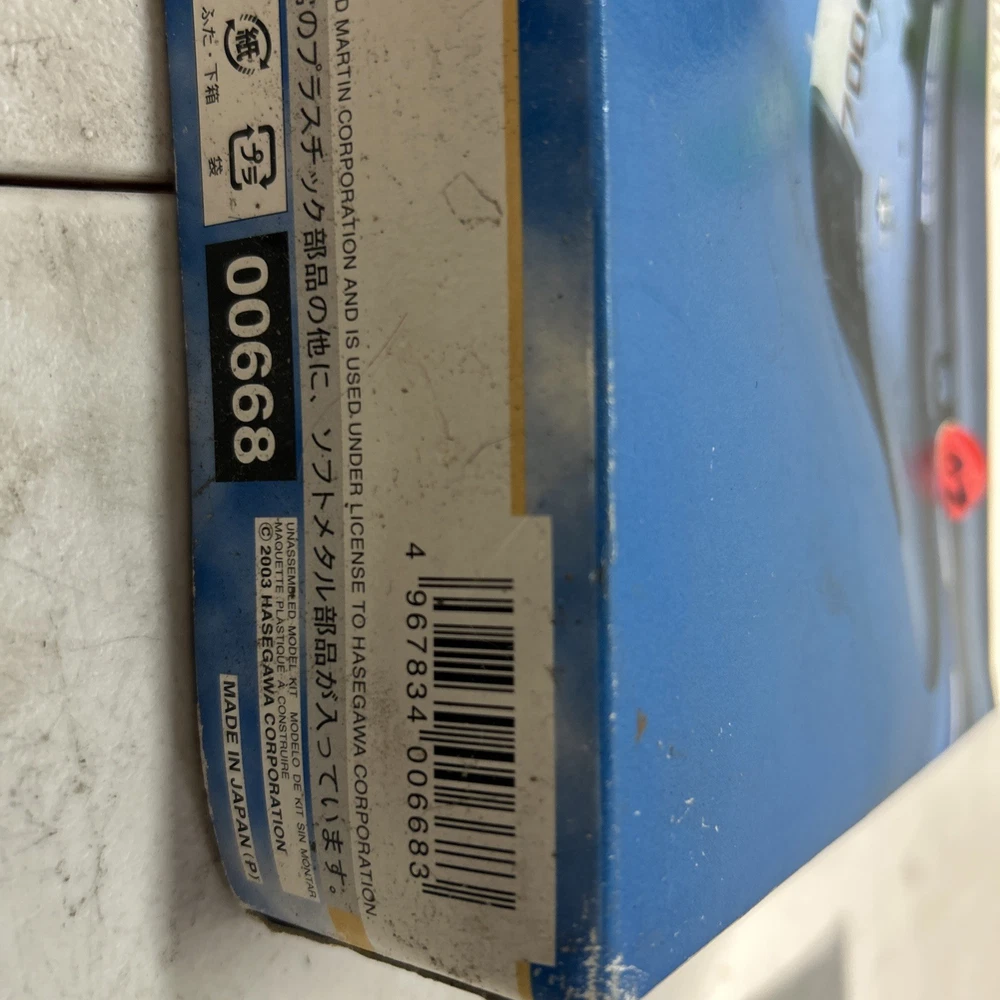 紙
ふた・下箱
プラ
袋
00668
のプラスチック部品の他に、ソフトメタル部品が入っています。
D MARTIN CORPORATION AND IS USED UNDER LICENSE TO HASEGAWA CORPORATION.
UNASSEMBLED MODEL KIT MODELO DE KIT SIN MONTAR
MAQUETTE PLASTIQUE À CONSTRUIRE
© 2003 HASEGAWA CORPORATION
MADE IN JAPAN (P)
4 967834 006683
700